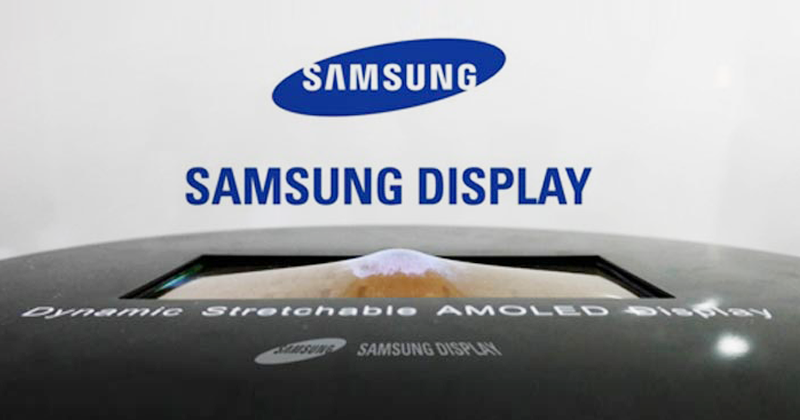 SAMSUNG
SAMSUNG DISPLAY
Dynamic Stretchable AMOLED Display
SAMSUNG SAMSUNG DISPLAY